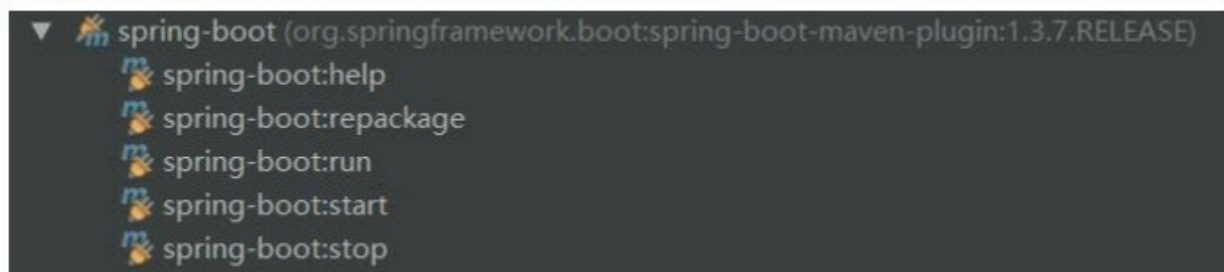 spring-boot (org.springframework.boot:spring-boot-maven-plugin:1.3.7.RELEASE)
spring-boot:help
spring-boot:repackage
spring-boot:run
spring-boot:start
spring-boot:stop